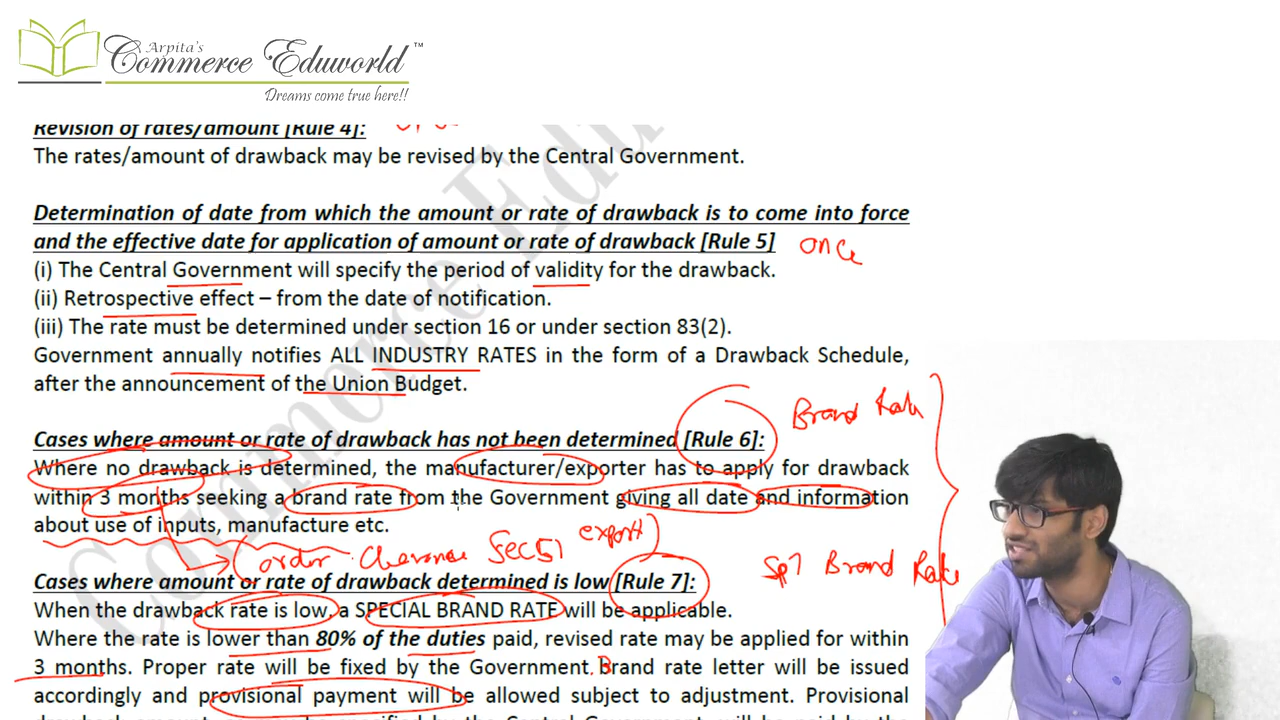 Arpita's
Commerce Eduworld™
Dreams come true here!!
Revision of rates/amount [Rule 4]:
The rates/amount of drawback may be revised by the Central Government.
Determination of date from which the amount or rate of drawback is to come into force
and the effective date for application of amount or rate of drawback [Rule 5]
once
(i) The Central Government will specify the period of validity for the drawback.
(ii) Retrospective effect – from the date of notification.
(iii) The rate must be determined under section 16 or under section 83(2).
Government annually notifies ALL INDUSTRY RATES in the form of a Drawback Schedule,
after the announcement of the Union Budget.
Brand Rate
Cases where amount or rate of drawback has not been determined [Rule 6]:
Where no drawback is determined, the manufacturer/exporter has to apply for drawback
within 3 months seeking a brand rate from the Government giving all date and information
about use of inputs, manufacture etc.
(order clearance Sec 51 export)
Spl Brand Rate
Cases where amount or rate of drawback determined is low [Rule 7]:
When the drawback rate is low, a SPECIAL BRAND RATE will be applicable.
Where the rate is lower than 80% of the duties paid, revised rate may be applied for within
3 months. Proper rate will be fixed by the Government. Brand rate letter will be issued
accordingly and provisional payment will be allowed subject to adjustment. Provisional
Commerce Edu